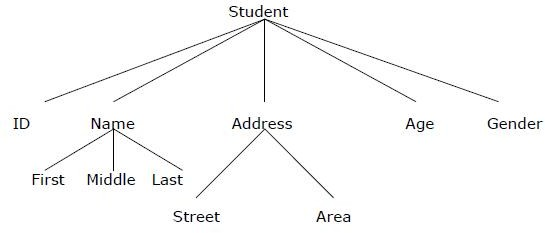 Student
ID Name Address Age Gender
First Middle Last
Street Area